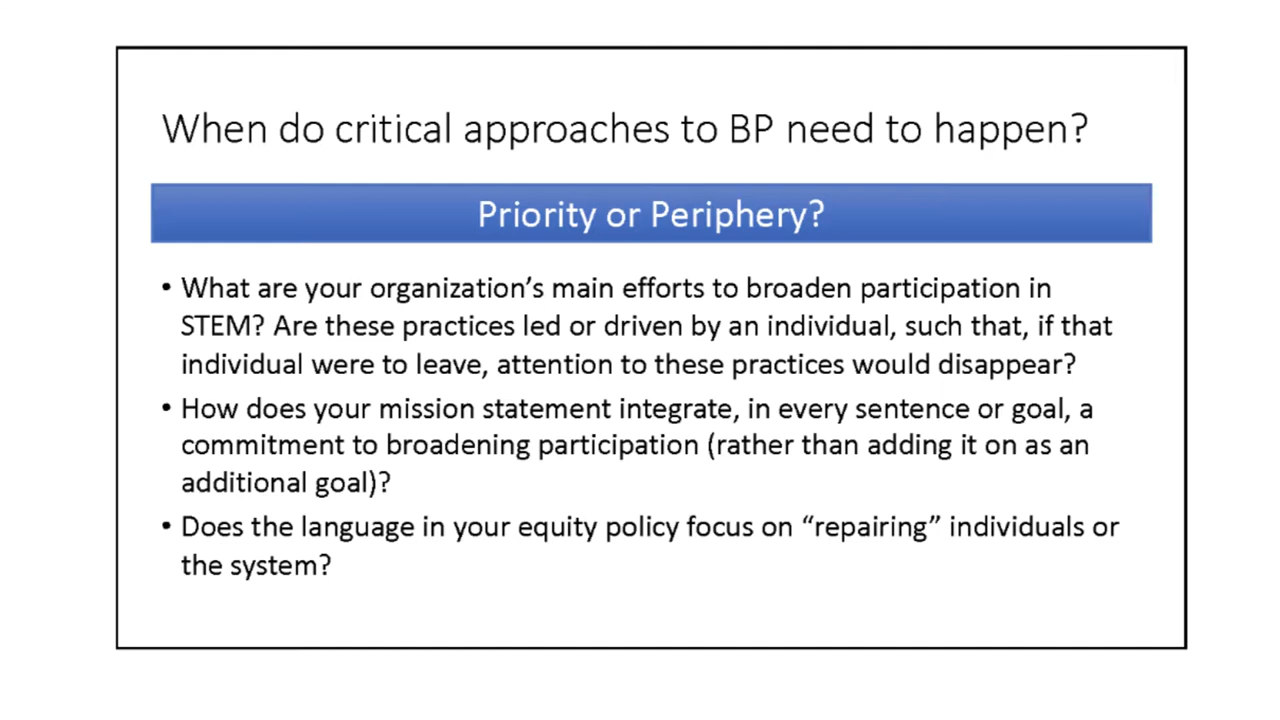 When do critical approaches to BP need to happen?
Priority or Periphery?
• What are your organization’s main efforts to broaden participation in
STEM? Are these practices led or driven by an individual, such that, if that
individual were to leave, attention to these practices would disappear?
• How does your mission statement integrate, in every sentence or goal, a
commitment to broadening participation (rather than adding it on as an
additional goal)?
• Does the language in your equity policy focus on “repairing” individuals or
the system?